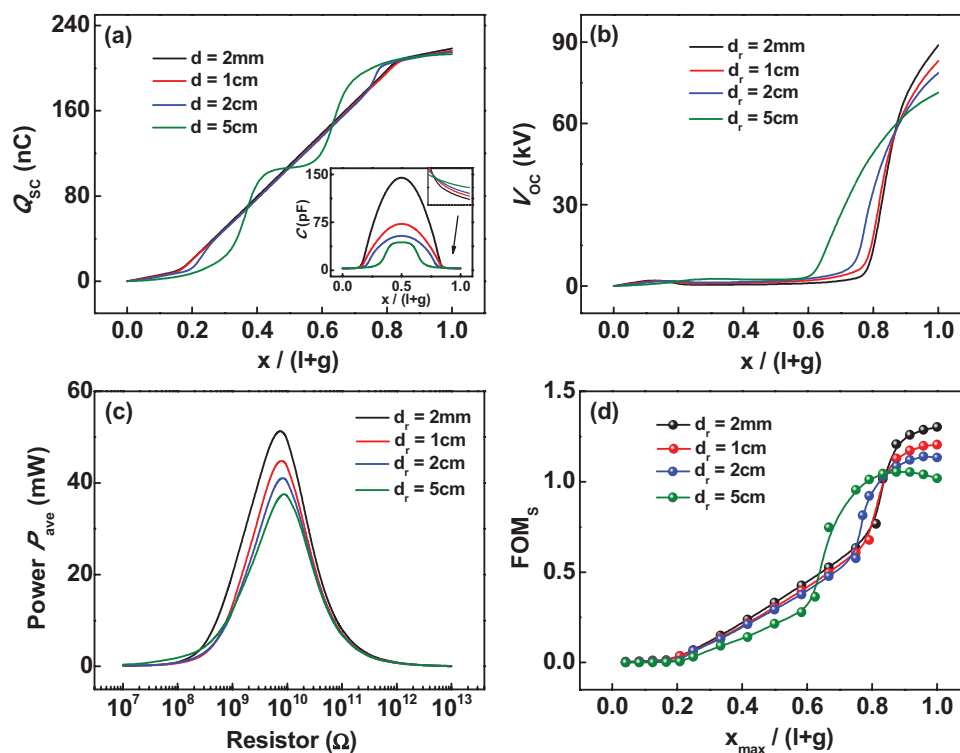 (a)
d = 2mm
d = 1cm
d = 2cm
d = 5cm
240
160
80
0
Q_SC (nC)
0.0 0.2 0.4 0.6 0.8 1.0
x / (l+g)
150
75
0
C (pF)
0.0 0.5 1.0
x / (l+g)
(b)
d_r = 2mm
d_r = 1cm
d_r = 2cm
d_r = 5cm
90
60
30
0
V_OC (kV)
0.0 0.2 0.4 0.6 0.8 1.0
x / (l+g)
(c)
d_r = 2mm
d_r = 1cm
d_r = 2cm
d_r = 5cm
60
40
20
0
Power P_ave (mW)
10^7 10^8 10^9 10^10 10^11 10^12 10^13
Resistor (Ω)
(d)
d_r = 2mm
d_r = 1cm
d_r = 2cm
d_r = 5cm
1.5
1.0
0.5
0.0
FOM_S
0.0 0.2 0.4 0.6 0.8 1.0
x_max / (l+g)